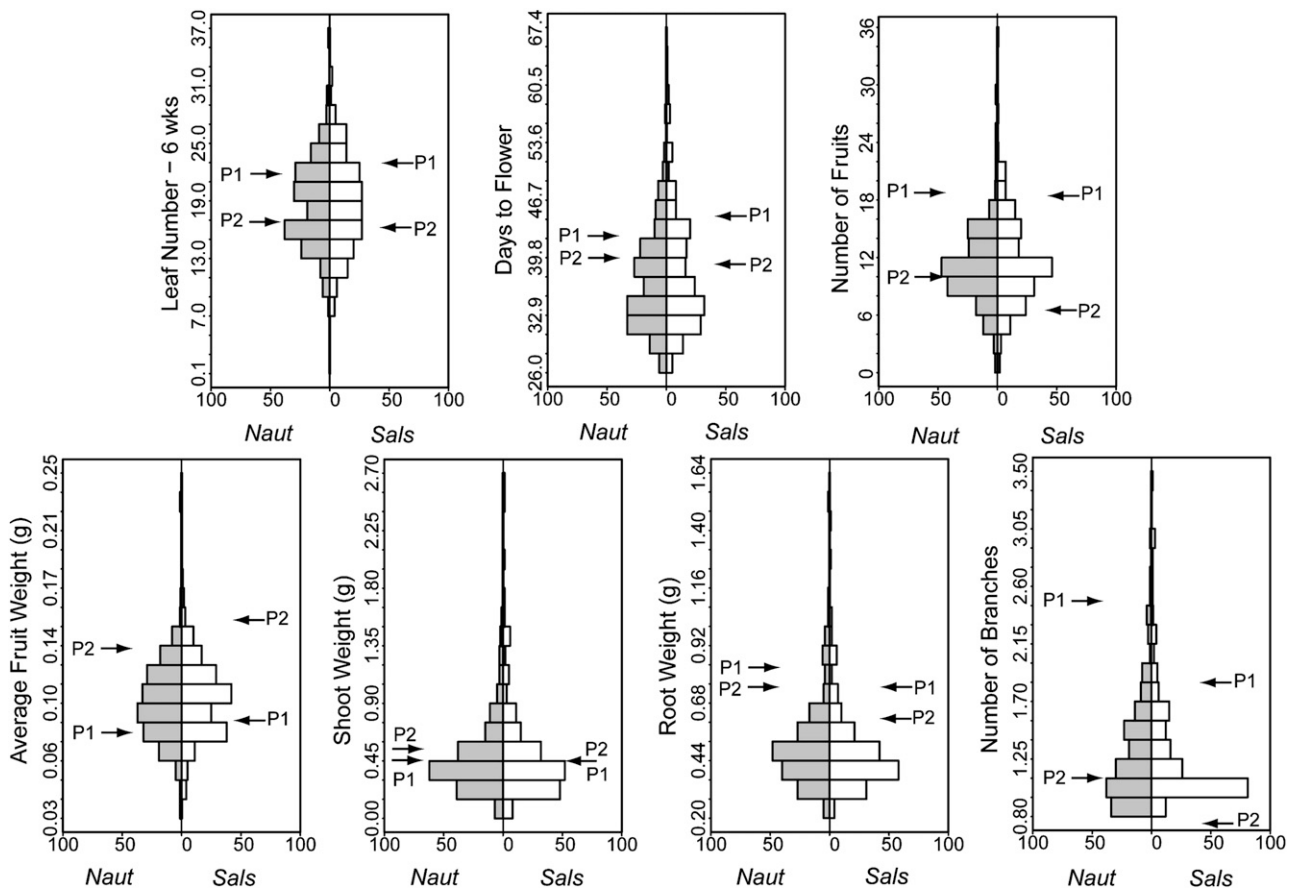 Leaf Number – 6 wks
37.0
31.0
25.0
19.0
13.0
7.0
0.1
P1
P2
P1
P2
100 50 0 50 100
Naut Sals
Days to Flower
67.4
60.5
53.6
46.7
39.8
32.9
26.0
P1
P2
P1
P2
100 50 0 50 100
Naut Sals
Number of Fruits
36
30
24
18
12
6
0
P1
P2
P1
P2
100 50 0 50 100
Naut Sals
Average Fruit Weight (g)
0.25
0.21
0.17
0.14
0.10
0.06
-0.03
P2
P1
P2
P1
100 50 0 50 100
Naut Sals
Shoot Weight (g)
2.70
2.25
1.80
1.35
0.90
0.45
-0.00
P2
P1
P2
P1
100 50 0 50 100
Naut Sals
Root Weight (g)
1.64
1.40
1.16
0.92
0.68
0.44
-0.20
P1
P2
P1
P2
100 50 0 50 100
Naut Sals
Number of Branches
3.50
3.05
2.60
2.15
1.70
1.25
-0.80
P1
P2
P1
P2
100 50 0 50 100
Naut Sals